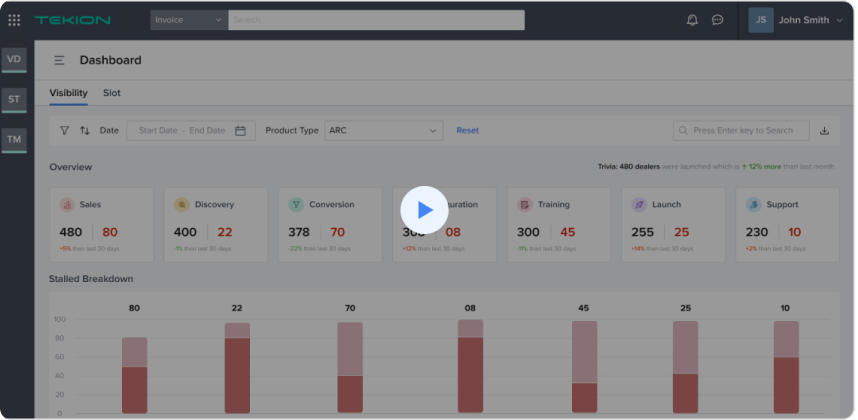 TEKION Invoice Search JS John Smith
VD
ST
TM
Dashboard
Visibility Slot
Date Start Date - End Date Product Type ARC Reset Press Enter key to Search
Overview Trivia: 480 dealers were launched which is ↑ 12% more than last month
Sales Discovery Conversion uration Training Launch Support
480 80 400 22 378 70 300 08 300 45 255 25 230 10
+5% than last 30 days -1% than last 30 days -22% than last 30 days +12% than last 30 days -11% than last 30 days +14% than last 30 days +2% than last 30 days
Stalled Breakdown
80 22 70 08 45 25 10
100
80
60
40
20
0